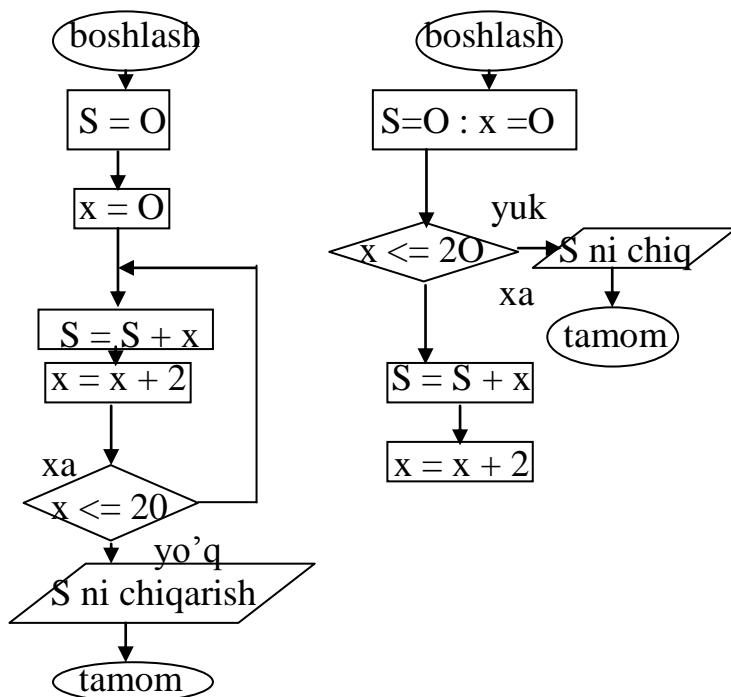 boshlash
S = O
x = O
S = S + x
x = x + 2
xa
x <= 20
yo’q
S ni chiqarish
tamom
boshlash
S=O : x =O
yuk
x <= 2O
S ni chiq
xa
tamom
S = S + x
x = x + 2